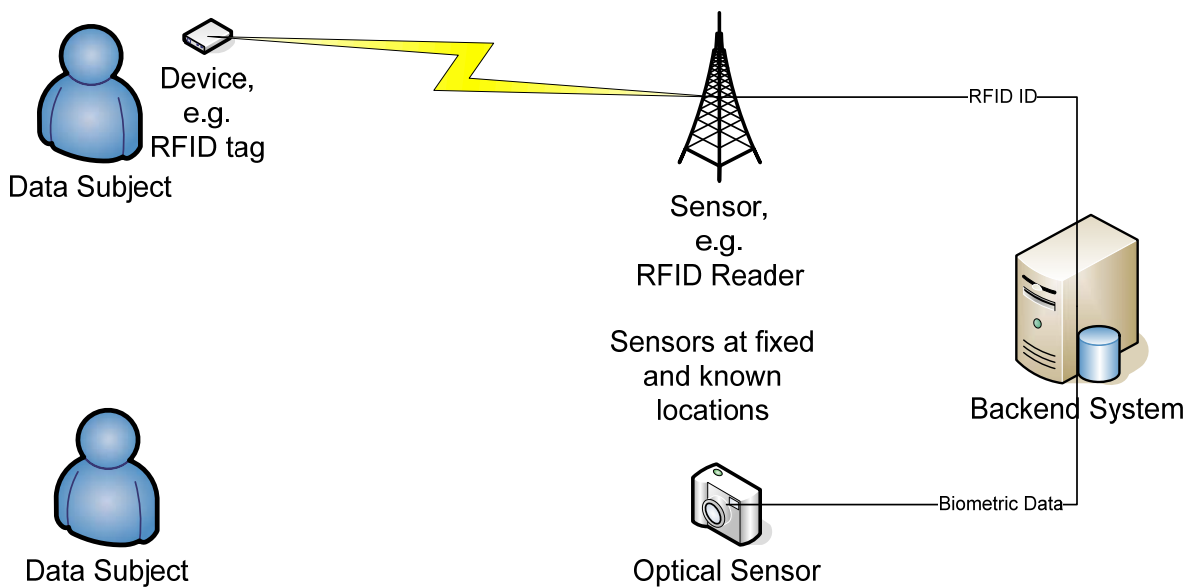 Device,
e.g.
RFID tag
Data Subject
Sensor,
e.g.
RFID Reader
RFID ID
Sensors at fixed
and known
locations
Backend System
Data Subject
Optical Sensor
Biometric Data